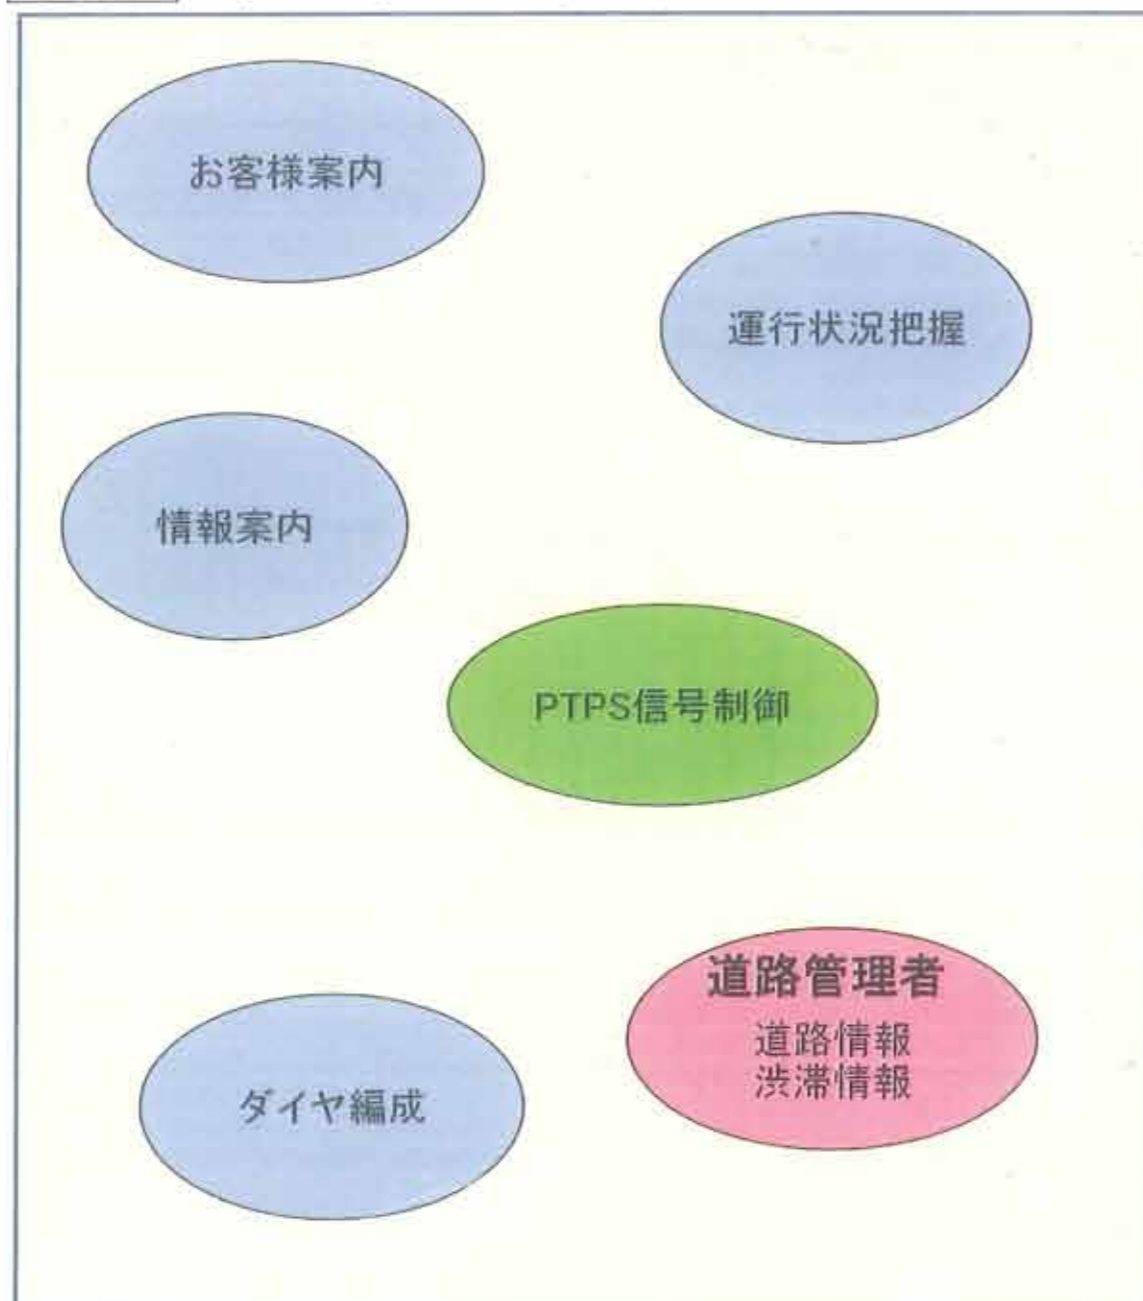 お客様案内
運行状況把握
情報案内
PTPS信号制御
道路管理者
道路情報
渋滞情報
ダイヤ編成